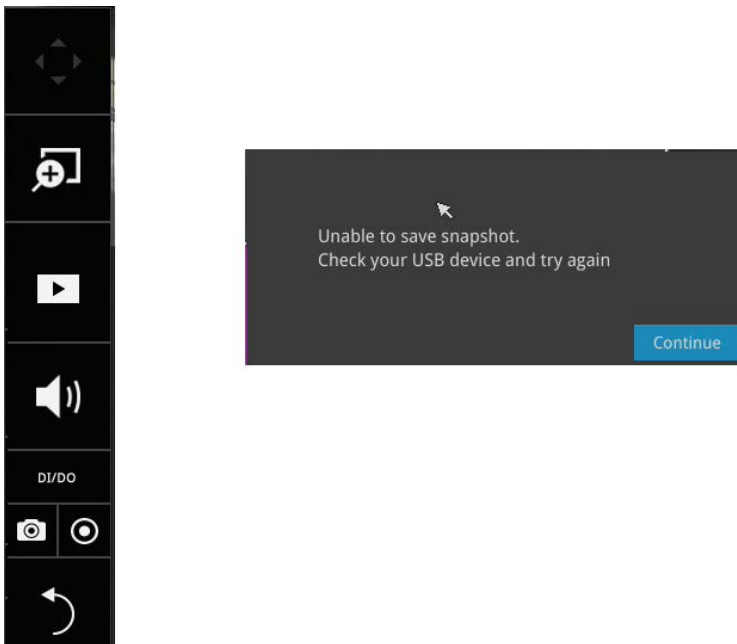 Unable to save snapshot.
Check your USB device and try again
Continue
DI/DO